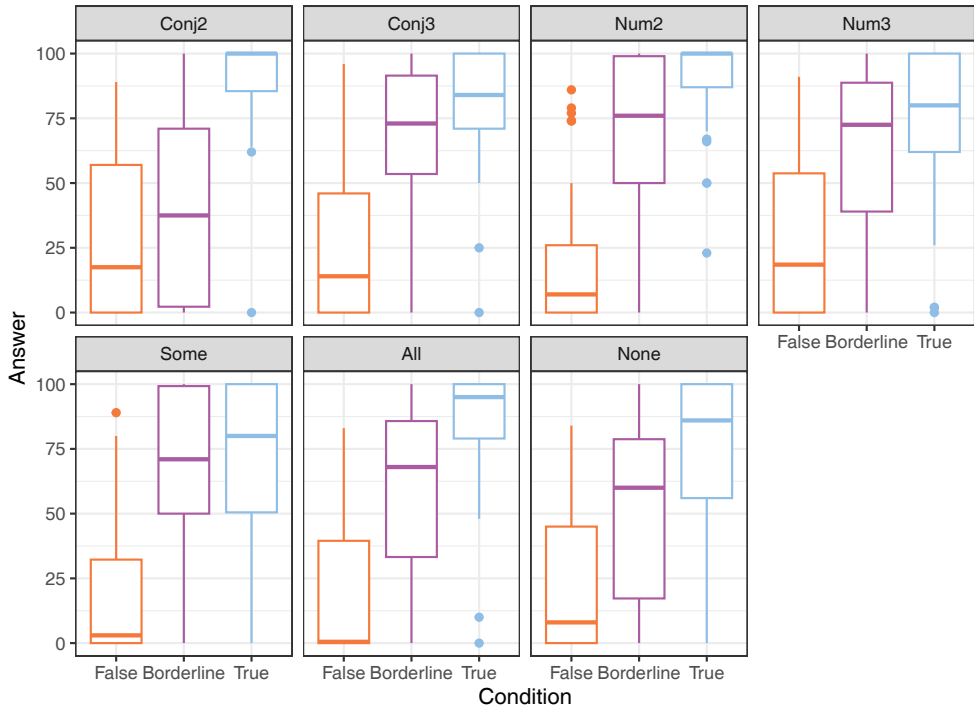 Conj2 Conj3 Num2 Num3
100
75
50
25
0
False Borderline True
Some All None
100
75
50
25
0
False Borderline True False Borderline True False Borderline True
Answer
Condition